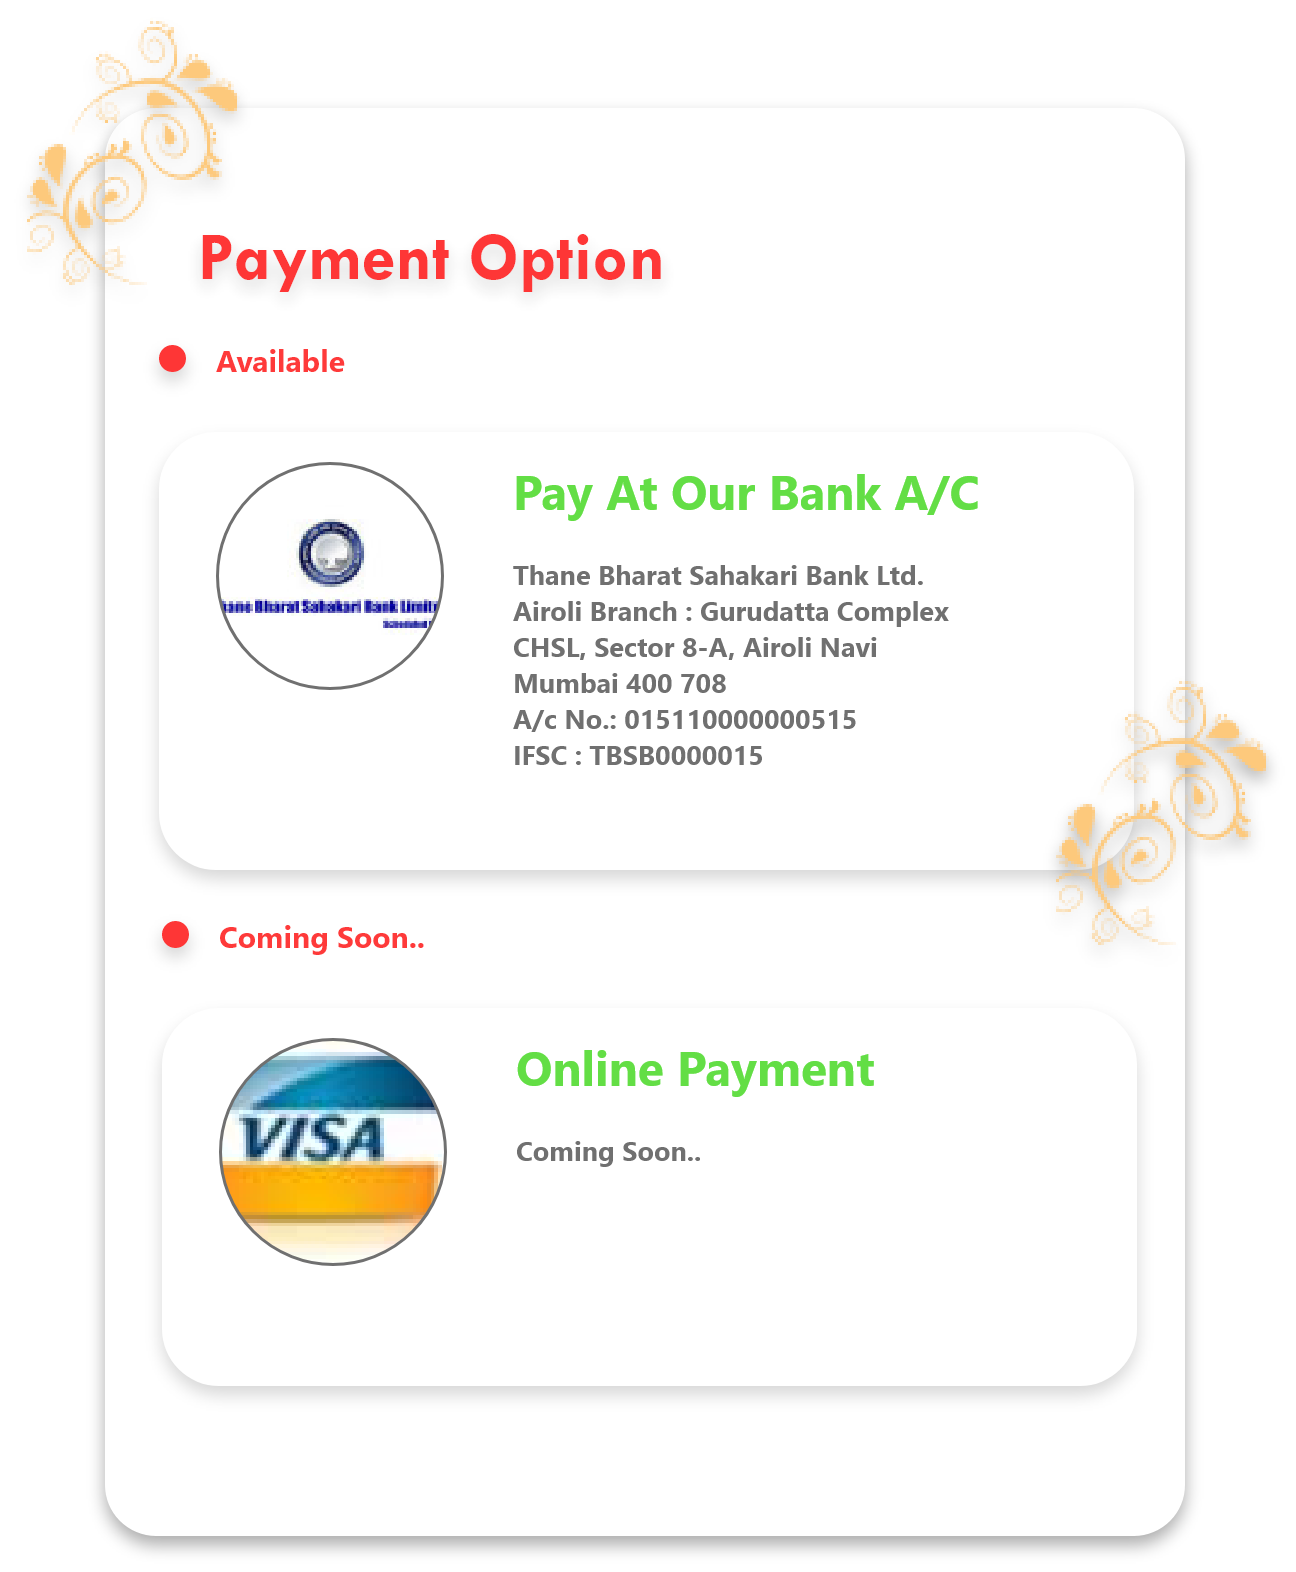 Payment Option
Available
Pay At Our Bank A/C
Thane Bharat Sahakari Bank Ltd.
Airoli Branch : Gurudatta Complex
CHSL, Sector 8-A, Airoli Navi
Mumbai 400 708
A/c No.: 015110000000515
IFSC : TBSB0000015
hane Bharat Sahakari Bank Limite
Coming Soon..
Online Payment
VISA
Coming Soon..